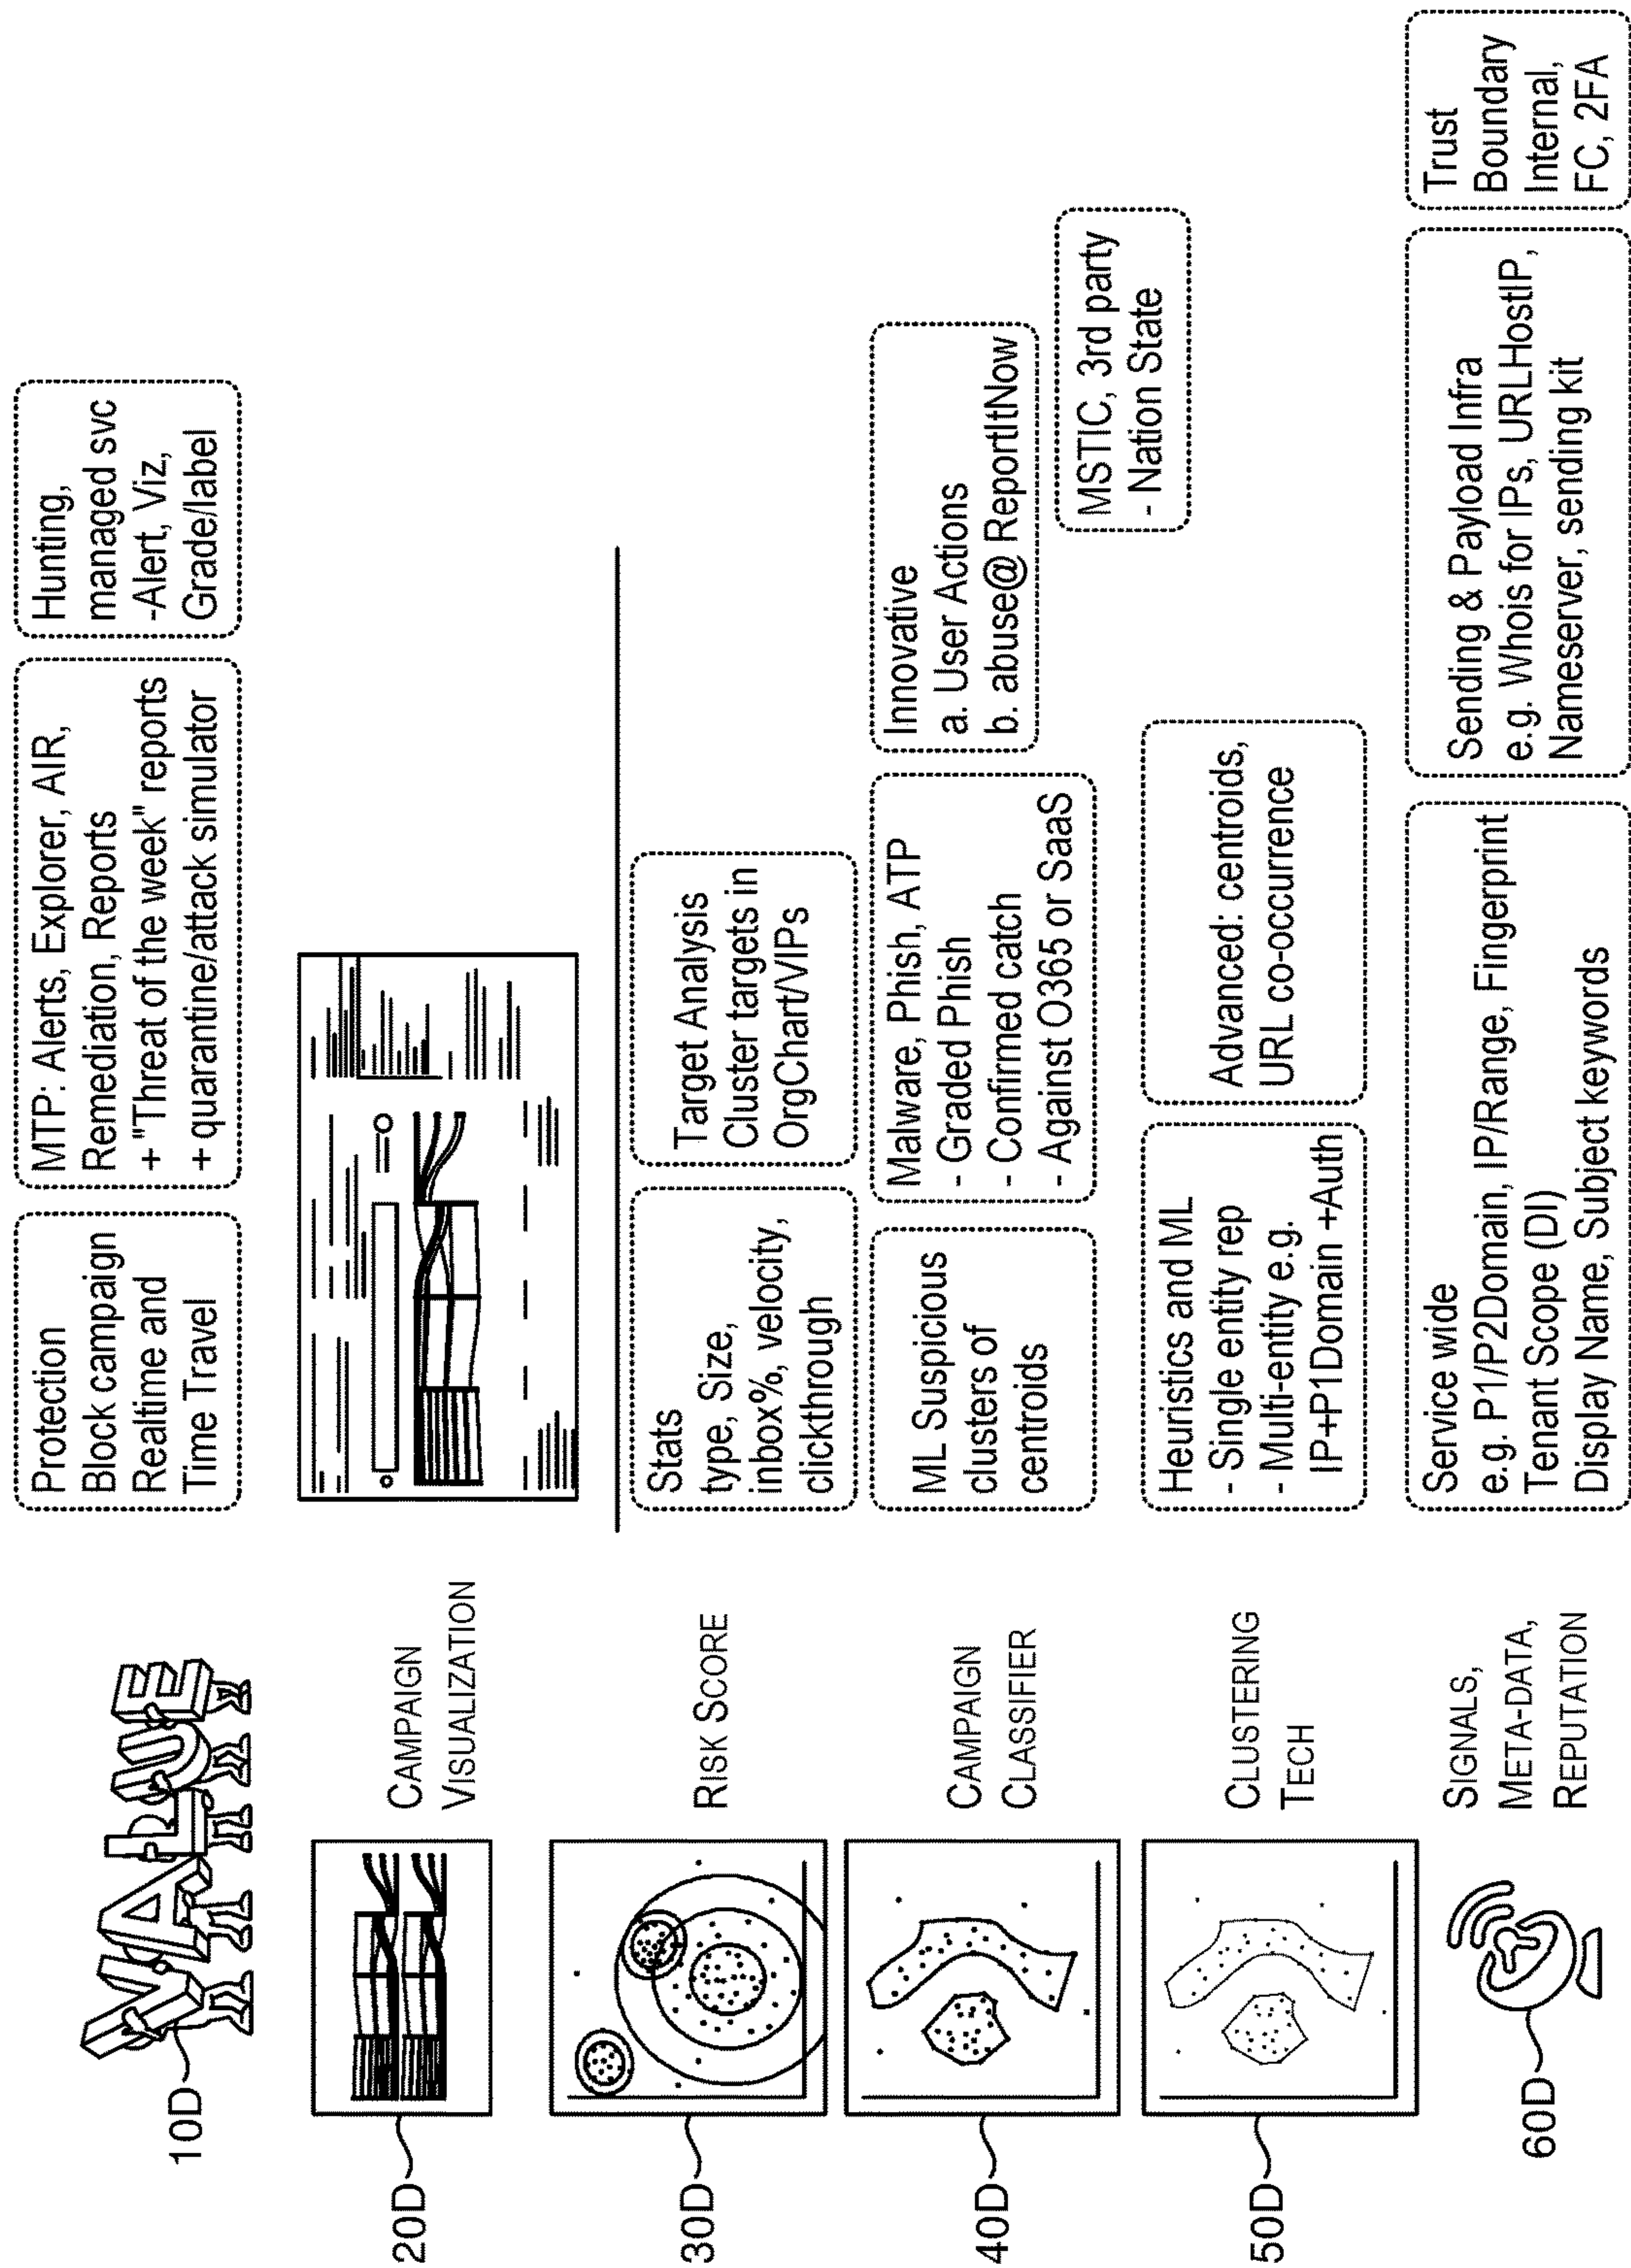 VALUE
10D
Protection
Block campaign
Realtime and
Time Travel
MTP: Alerts, Explorer, AIR,
Remediation, Reports
+ "Threat of the week" reports
+ quarantine/attack simulator
Hunting,
managed svc
-Alert, Viz,
Grade/label
20D
CAMPAIGN
VISUALIZATION
30D
RISK SCORE
Stats
type, Size,
inbox%, velocity,
clickthrough
Target Analysis
Cluster targets in
OrgChart/VIPs
40D
CAMPAIGN
CLASSIFIER
ML Suspicious
clusters of
centroids
Malware, Phish, ATP
- Graded Phish
- Confirmed catch
- Against O365 or SaaS
Innovative
a. User Actions
b. abuse@ ReportItNow
MSTIC, 3rd party
- Nation State
50D
CLUSTERING
TECH
Heuristics and ML
- Single entity rep
- Multi-entity e.g.
IP+P1Domain +Auth
Advanced: centroids,
URL co-occurrence
60D
SIGNALS,
META-DATA,
REPUTATION
Service wide
e.g. P1/P2Domain, IP/Range, Fingerprint
Tenant Scope (DI)
Display Name, Subject keywords
Sending & Payload Infra
e.g. Whois for IPs, URLHostIP,
Nameserver, sending kit
Trust
Boundary
Internal,
FC, 2FA